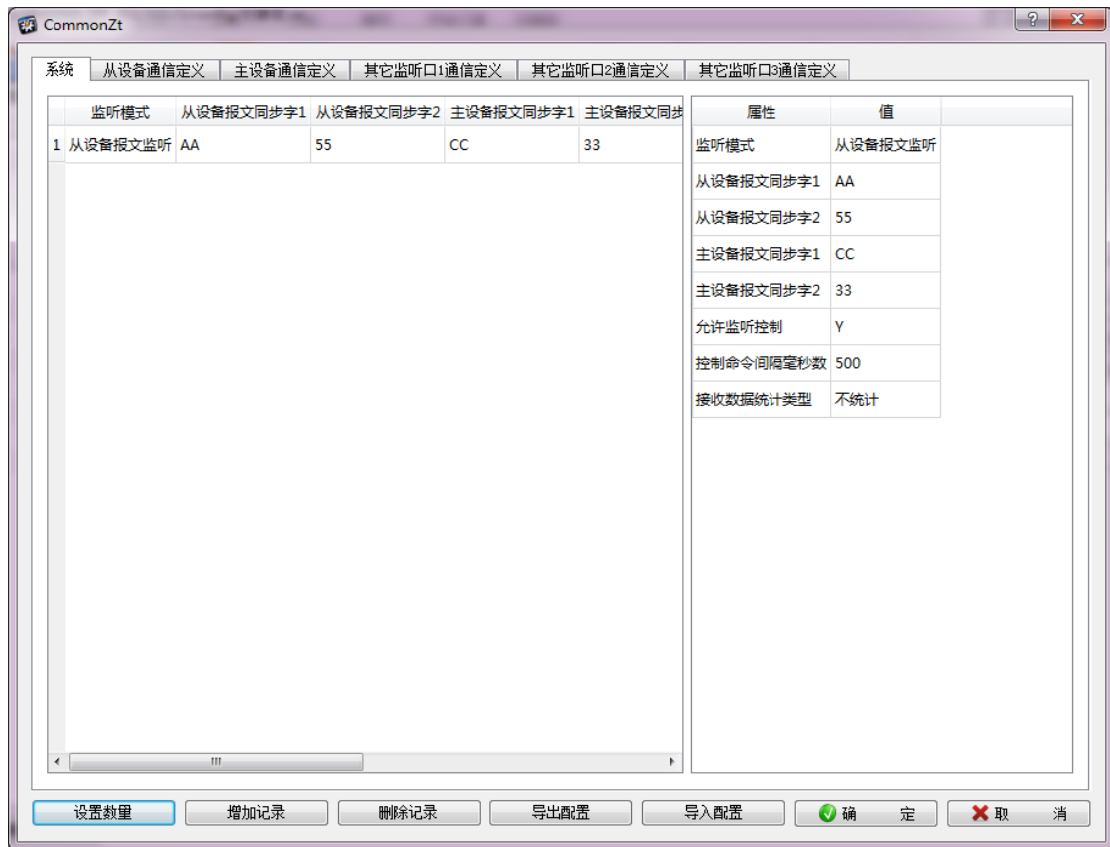 CommonZt
系统 从设备通信定义 主设备通信定义 其它监听口1通信定义 其它监听口2通信定义 其它监听口3通信定义
监听模式 从设备报文同步字1 从设备报文同步字2 主设备报文同步字1 主设备报文同步
1 从设备报文监听 AA 55 CC 33
属性 值
监听模式 从设备报文监听
从设备报文同步字1 AA
从设备报文同步字2 55
主设备报文同步字1 CC
主设备报文同步字2 33
允许监听控制 Y
控制命令间隔毫秒数 500
接收数据统计类型 不统计
设置数量 增加记录 删除记录 导出配置 导入配置 确 定 取 消